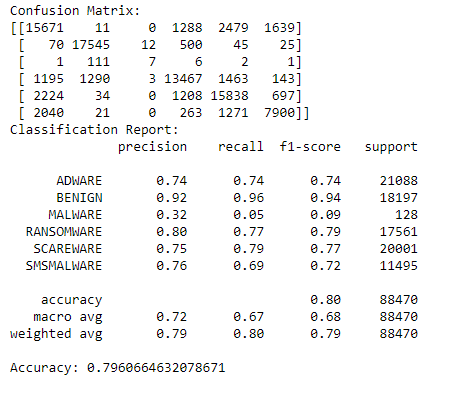 Confusion Matrix:
[[15671    11     0  1288  2479  1639]
 [   70 17545    12   500    45    25]
 [    1   111     7     6     2     1]
 [ 1195  1290     3 13467  1463   143]
 [ 2224    34     0  1208 15838   697]
 [ 2040    21     0   263  1271  7900]]
Classification Report:
              precision    recall  f1-score   support

      ADWARE       0.74      0.74      0.74     21088
      BENIGN       0.92      0.96      0.94     18197
     MALWARE       0.32      0.05      0.09       128
  RANSOMWARE       0.80      0.77      0.79     17561
   SCAREWARE       0.75      0.79      0.77     20001
  SMSMALWARE       0.76      0.69      0.72     11495

    accuracy                           0.80     88470
   macro avg       0.72      0.67      0.68     88470
weighted avg       0.79      0.80      0.79     88470

Accuracy: 0.7960664632078671